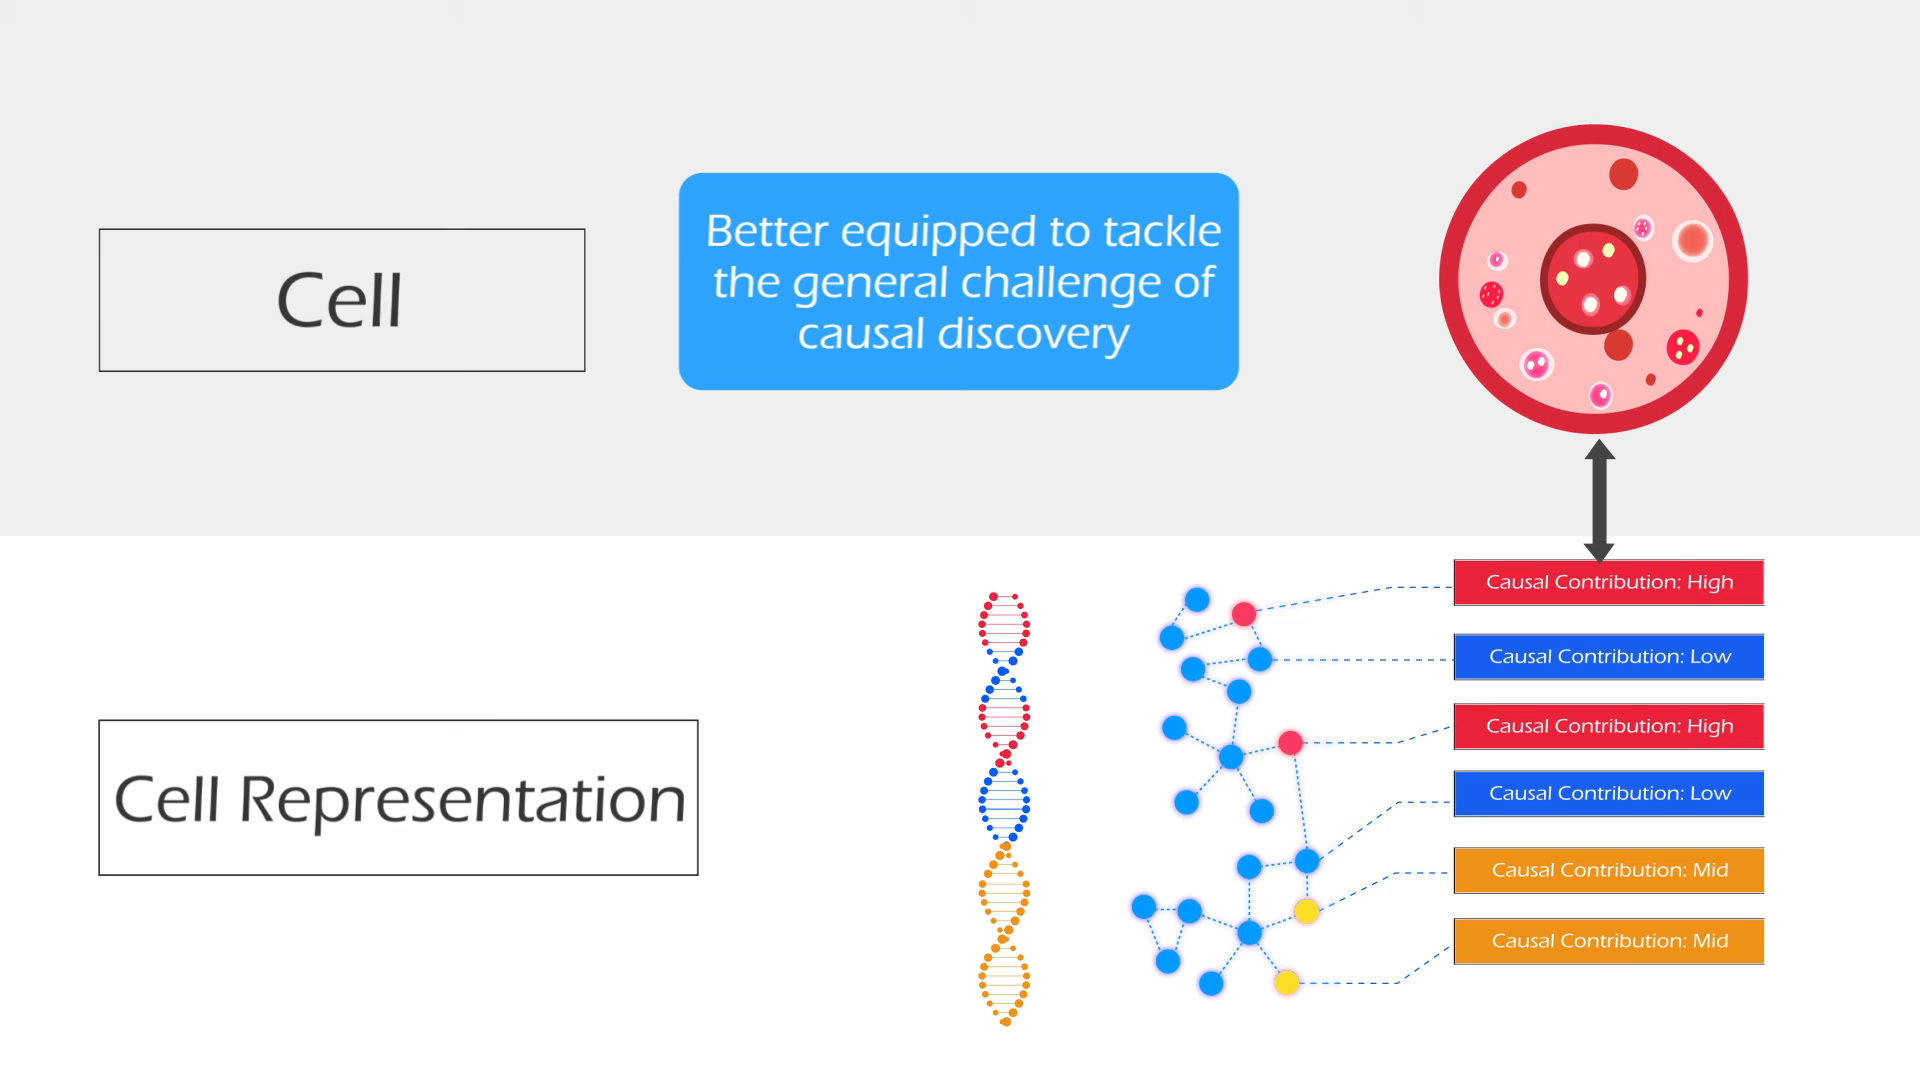 Cell
Better equipped to tackle
the general challenge of
causal discovery
Cell Representation
Causal Contribution: High
Causal Contribution: Low
Causal Contribution: High
Causal Contribution: Low
Causal Contribution: Mid
Causal Contribution: Mid